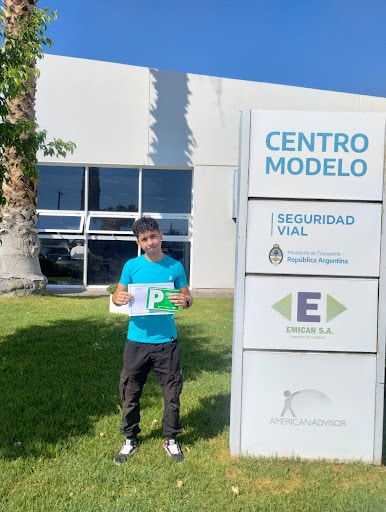 CENTRO
MODELO
SEGURIDAD
VIAL
Ministerio de Transporte
República Argentina
E
EMICAR S.A.
AMERICANADVISOR
P